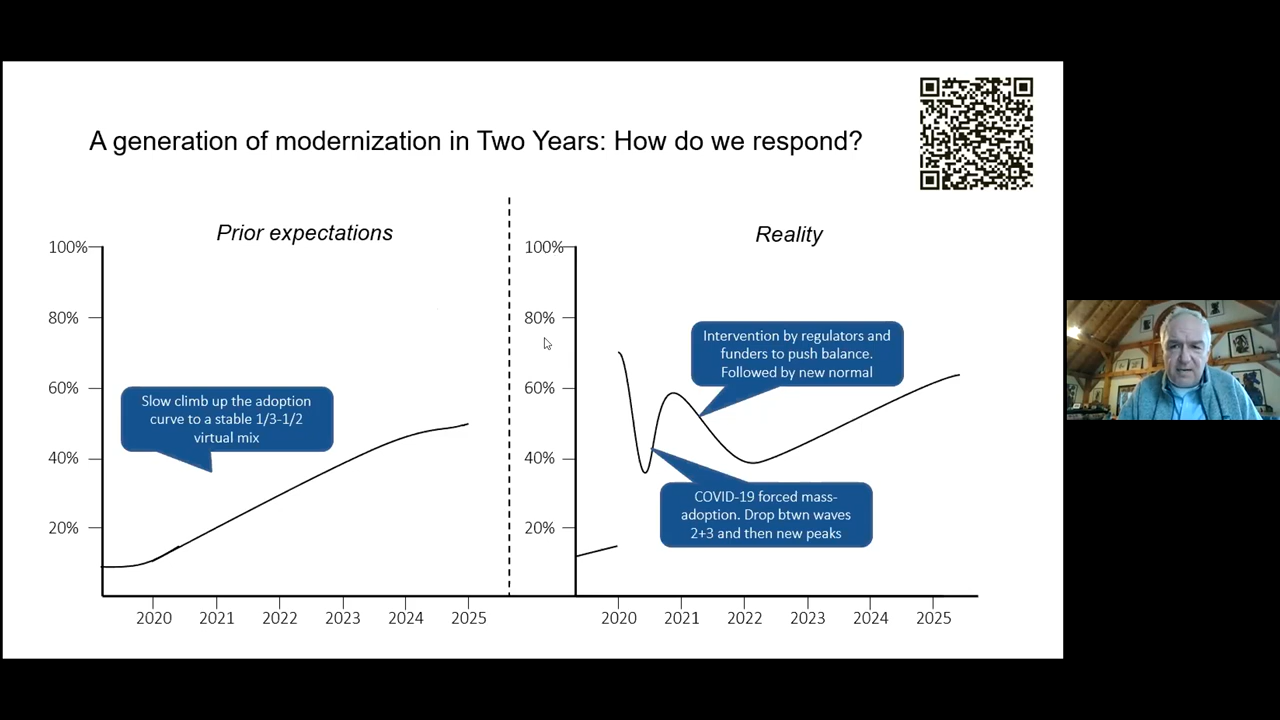 A generation of modernization in Two Years: How do we respond?
Prior expectations
100%
80%
60%
40%
20%
Slow climb up the adoption
curve to a stable 1/3-1/2
virtual mix
2020 2021 2022 2023 2024 2025
Reality
100%
80%
60%
40%
20%
Intervention by regulators and
funders to push balance.
Followed by new normal
COVID-19 forced mass-
adoption. Drop btwn waves
2+3 and then new peaks
2020 2021 2022 2023 2024 2025